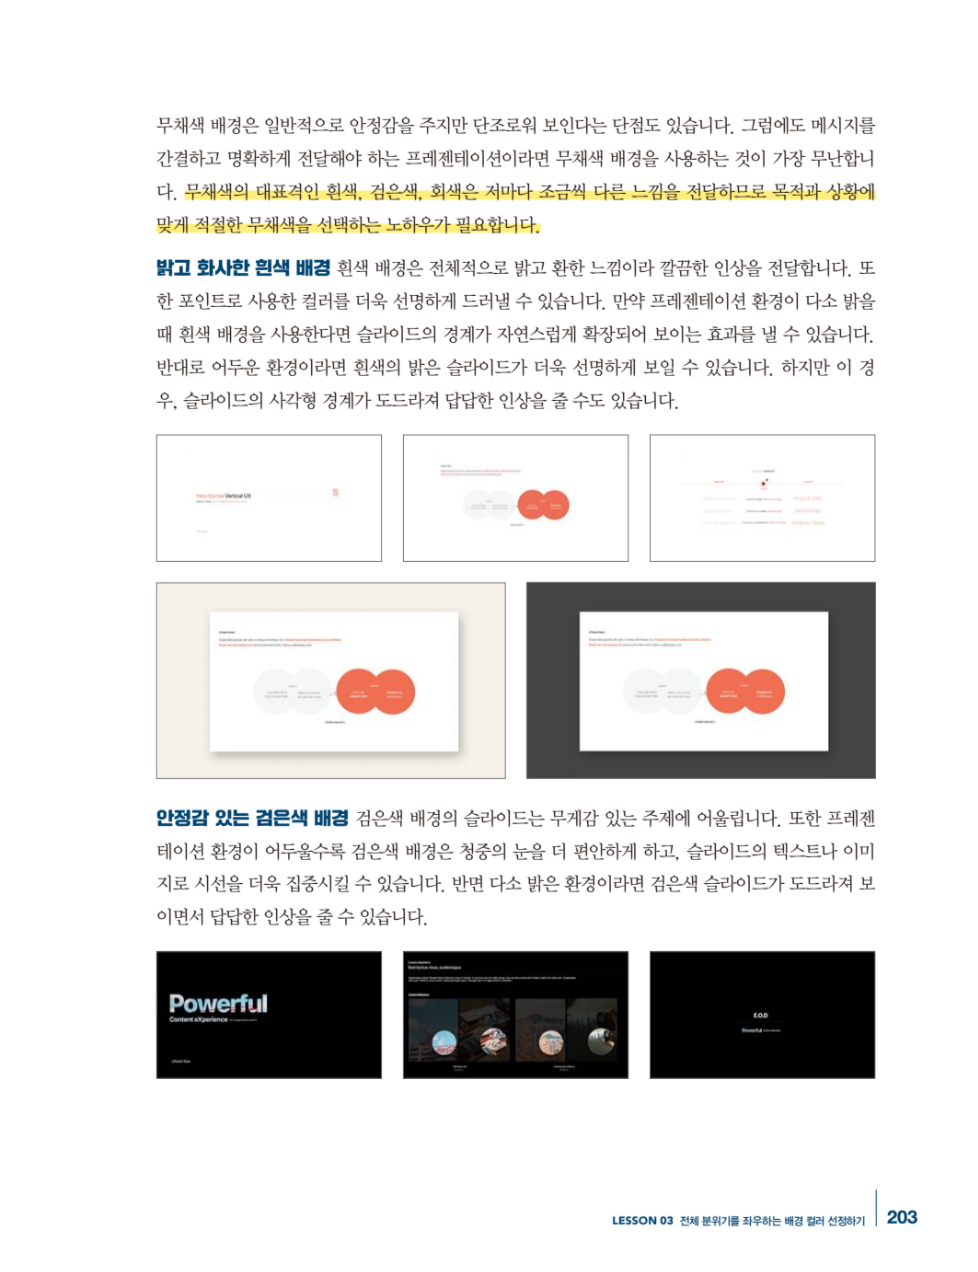 무채색 배경은 일반적으로 안정감을 주지만 단조로워 보인다는 단점도 있습니다. 그럼에도 메시지를
간결하고 명확하게 전달해야 하는 프레젠테이션이라면 무채색 배경을 사용하는 것이 가장 무난합니
다. 무채색의 대표격인 흰색, 검은색, 회색은 저마다 조금씩 다른 느낌을 전달하므로 목적과 상황에
맞게 적절한 무채색을 선택하는 노하우가 필요합니다.
밝고 화사한 흰색 배경 흰색 배경은 전체적으로 밝고 환한 느낌이라 깔끔한 인상을 전달합니다. 또
한 포인트로 사용한 컬러를 더욱 선명하게 드러낼 수 있습니다. 만약 프레젠테이션 환경이 다소 밝을
때 흰색 배경을 사용한다면 슬라이드의 경계가 자연스럽게 확장되어 보이는 효과를 낼 수 있습니다.
반대로 어두운 환경이라면 흰색의 밝은 슬라이드가 더욱 선명하게 보일 수 있습니다. 하지만 이 경
우, 슬라이드의 사각형 경계가 도드라져 답답한 인상을 줄 수도 있습니다.
New Normal Vertical UX
안정감 있는 검은색 배경 검은색 배경의 슬라이드는 무게감 있는 주제에 어울립니다. 또한 프레젠
테이션 환경이 어두울수록 검은색 배경은 청중의 눈을 더 편안하게 하고, 슬라이드의 텍스트나 이미
지로 시선을 더욱 집중시킬 수 있습니다. 반면 다소 밝은 환경이라면 검은색 슬라이드가 도드라져 보
이면서 답답한 인상을 줄 수 있습니다.
Powerful
Content eXperience
E.O.D
Powerful
LESSON 03 전체 분위기를 좌우하는 배경 컬러 선정하기
203